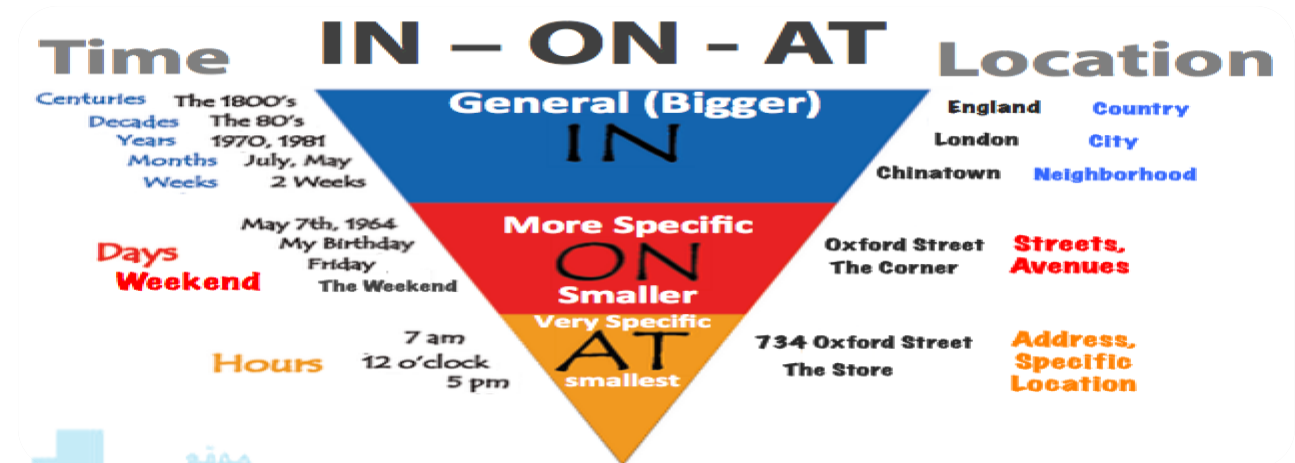 IN – ON - AT
Time
Location
Centuries The 1800's
Decades The 80's
Years 1970, 1981
Months July, May
Weeks 2 Weeks
General (Bigger)
IN
England Country
London City
Chinatown Neighborhood
Days
Weekend
May 7th, 1964
My Birthday
Friday
The Weekend
More Specific
ON
Smaller
Oxford Street
The Corner
Streets,
Avenues
Hours
7 am
12 o'clock
5 pm
Very Specific
AT
smallest
734 Oxford Street
The Store
Address,
Specific
Location
موقع